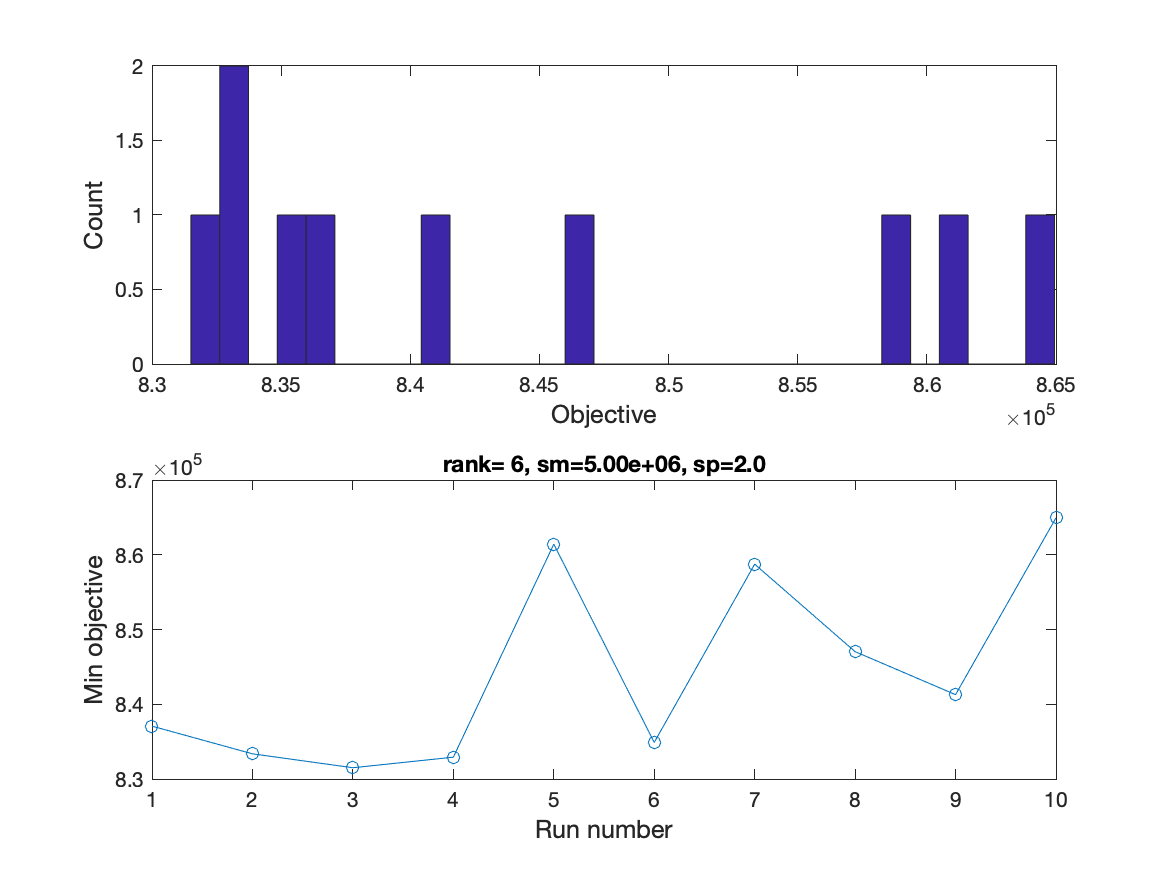 2
1.5
1
0.5
0
Count
8.3 8.35 8.4 8.45 8.5 8.55 8.6 8.65
Objective
×10^5
rank= 6, sm=5.00e+06, sp=2.0
×10^5
8.7
8.6
8.5
8.4
8.3
Min objective
1 2 3 4 5 6 7 8 9 10
Run number